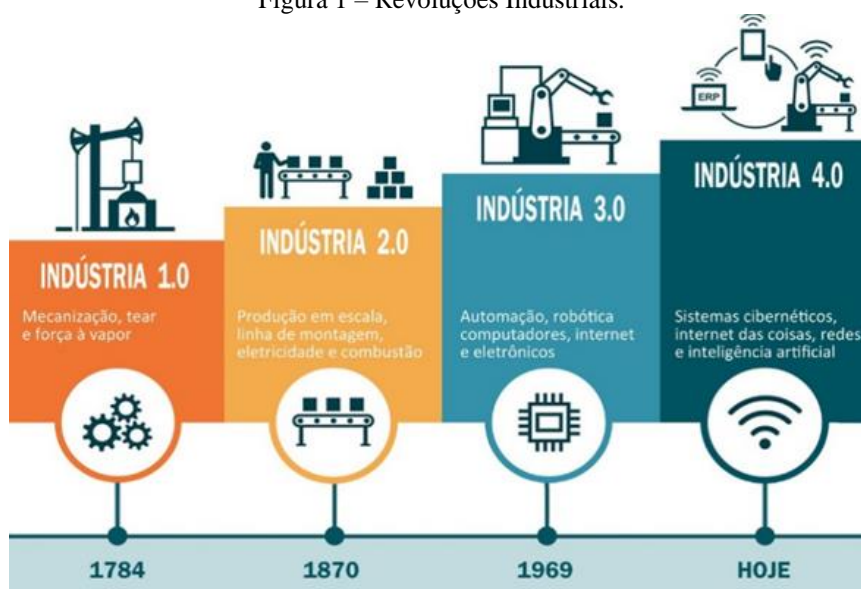 Figura 1 – Revoluções Industriais.
ERP
INDÚSTRIA 1.0
Mecanização, tear
e força à vapor
INDÚSTRIA 2.0
Produção em escala,
linha de montagem,
eletricidade e combustão
INDÚSTRIA 3.0
Automação, robótica
computadores, internet
e eletrônicos
INDÚSTRIA 4.0
Sistemas cibernéticos,
internet das coisas, redes
e inteligência artificial
1784
1870
1969
HOJE